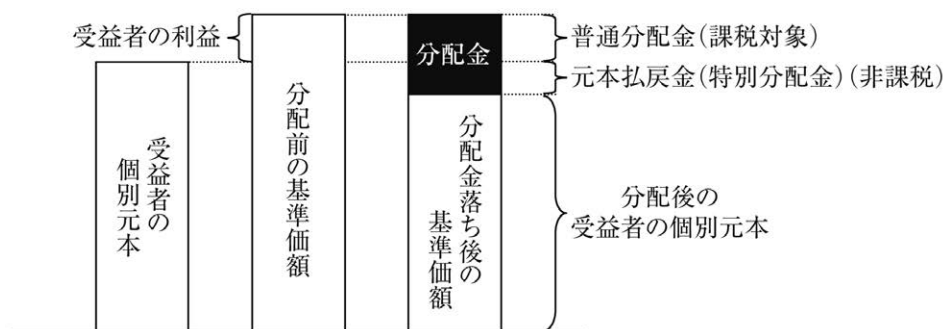 受益者の利益
受益者の
個別元本
分配前の基準価額
分配金
分配金落ち後の
基準価額
普通分配金(課税対象)
元本払戻金(特別分配金)(非課税)
分配後の
受益者の個別元本